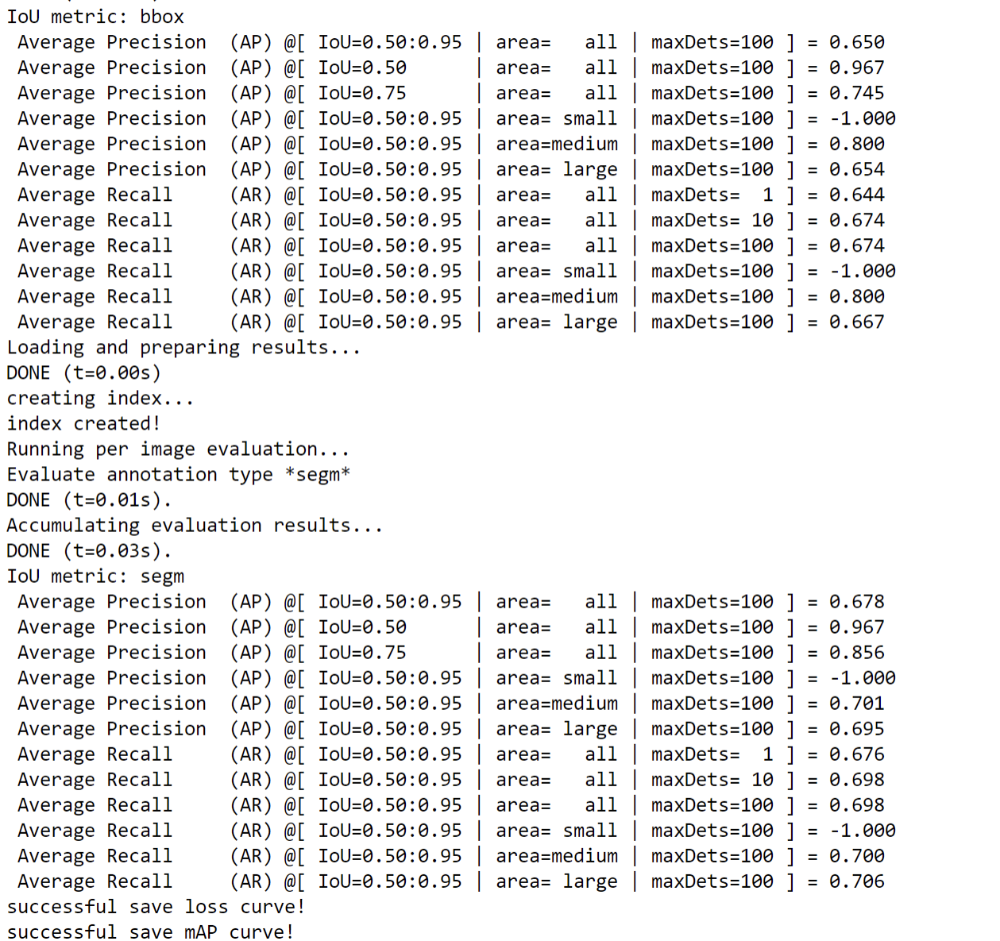 IoU metric: bbox
 Average Precision  (AP) @[ IoU=0.50:0.95 | area=   all | maxDets=100 ] = 0.650
 Average Precision  (AP) @[ IoU=0.50      | area=   all | maxDets=100 ] = 0.967
 Average Precision  (AP) @[ IoU=0.75      | area=   all | maxDets=100 ] = 0.745
 Average Precision  (AP) @[ IoU=0.50:0.95 | area= small | maxDets=100 ] = -1.000
 Average Precision  (AP) @[ IoU=0.50:0.95 | area=medium | maxDets=100 ] = 0.800
 Average Precision  (AP) @[ IoU=0.50:0.95 | area= large | maxDets=100 ] = 0.654
 Average Recall     (AR) @[ IoU=0.50:0.95 | area=   all | maxDets=  1 ] = 0.644
 Average Recall     (AR) @[ IoU=0.50:0.95 | area=   all | maxDets= 10 ] = 0.674
 Average Recall     (AR) @[ IoU=0.50:0.95 | area=   all | maxDets=100 ] = 0.674
 Average Recall     (AR) @[ IoU=0.50:0.95 | area= small | maxDets=100 ] = -1.000
 Average Recall     (AR) @[ IoU=0.50:0.95 | area=medium | maxDets=100 ] = 0.800
 Average Recall     (AR) @[ IoU=0.50:0.95 | area= large | maxDets=100 ] = 0.667
Loading and preparing results...
DONE (t=0.00s)
creating index...
index created!
Running per image evaluation...
Evaluate annotation type *segm*
DONE (t=0.01s).
Accumulating evaluation results...
DONE (t=0.03s).
IoU metric: segm
 Average Precision  (AP) @[ IoU=0.50:0.95 | area=   all | maxDets=100 ] = 0.678
 Average Precision  (AP) @[ IoU=0.50      | area=   all | maxDets=100 ] = 0.967
 Average Precision  (AP) @[ IoU=0.75      | area=   all | maxDets=100 ] = 0.856
 Average Precision  (AP) @[ IoU=0.50:0.95 | area= small | maxDets=100 ] = -1.000
 Average Precision  (AP) @[ IoU=0.50:0.95 | area=medium | maxDets=100 ] = 0.701
 Average Precision  (AP) @[ IoU=0.50:0.95 | area= large | maxDets=100 ] = 0.695
 Average Recall     (AR) @[ IoU=0.50:0.95 | area=   all | maxDets=  1 ] = 0.676
 Average Recall     (AR) @[ IoU=0.50:0.95 | area=   all | maxDets= 10 ] = 0.698
 Average Recall     (AR) @[ IoU=0.50:0.95 | area=   all | maxDets=100 ] = 0.698
 Average Recall     (AR) @[ IoU=0.50:0.95 | area= small | maxDets=100 ] = -1.000
 Average Recall     (AR) @[ IoU=0.50:0.95 | area=medium | maxDets=100 ] = 0.700
 Average Recall     (AR) @[ IoU=0.50:0.95 | area= large | maxDets=100 ] = 0.706
successful save loss curve!
successful save mAP curve!